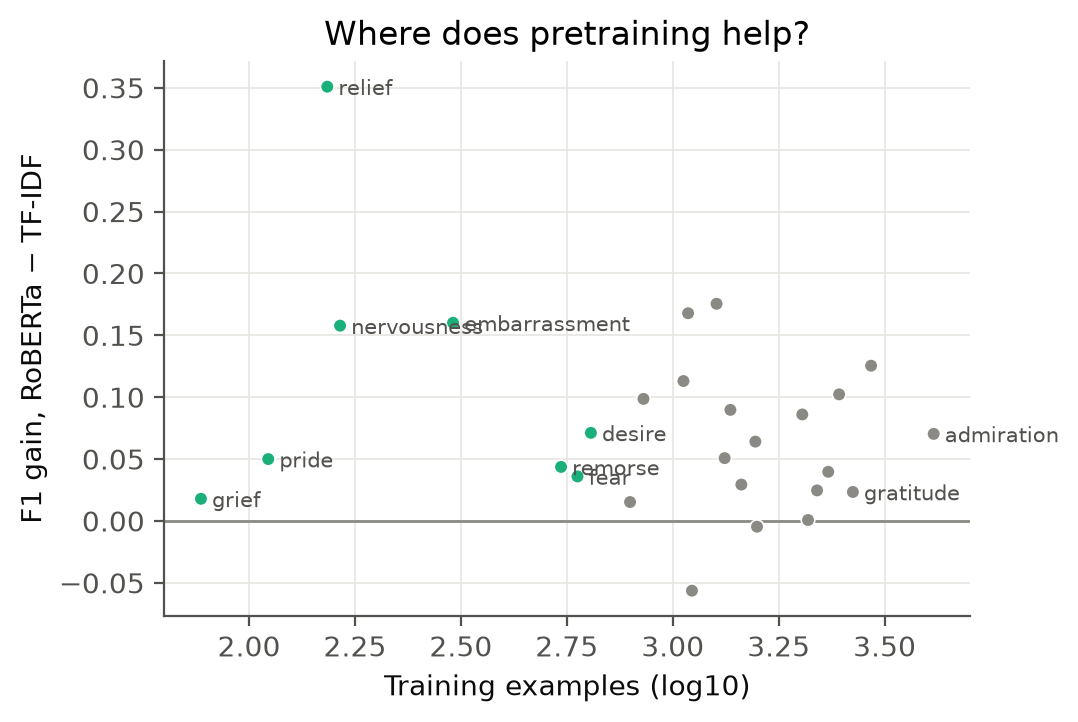 Where does pretraining help?
F1 gain, RoBERTa − TF-IDF
0.35
0.30
0.25
0.20
0.15
0.10
0.05
0.00
−0.05
relief
nervousness
embarrassment
desire
admiration
pride
remorse
fear
grief
gratitude
2.00 2.25 2.50 2.75 3.00 3.25 3.50
Training examples (log10)